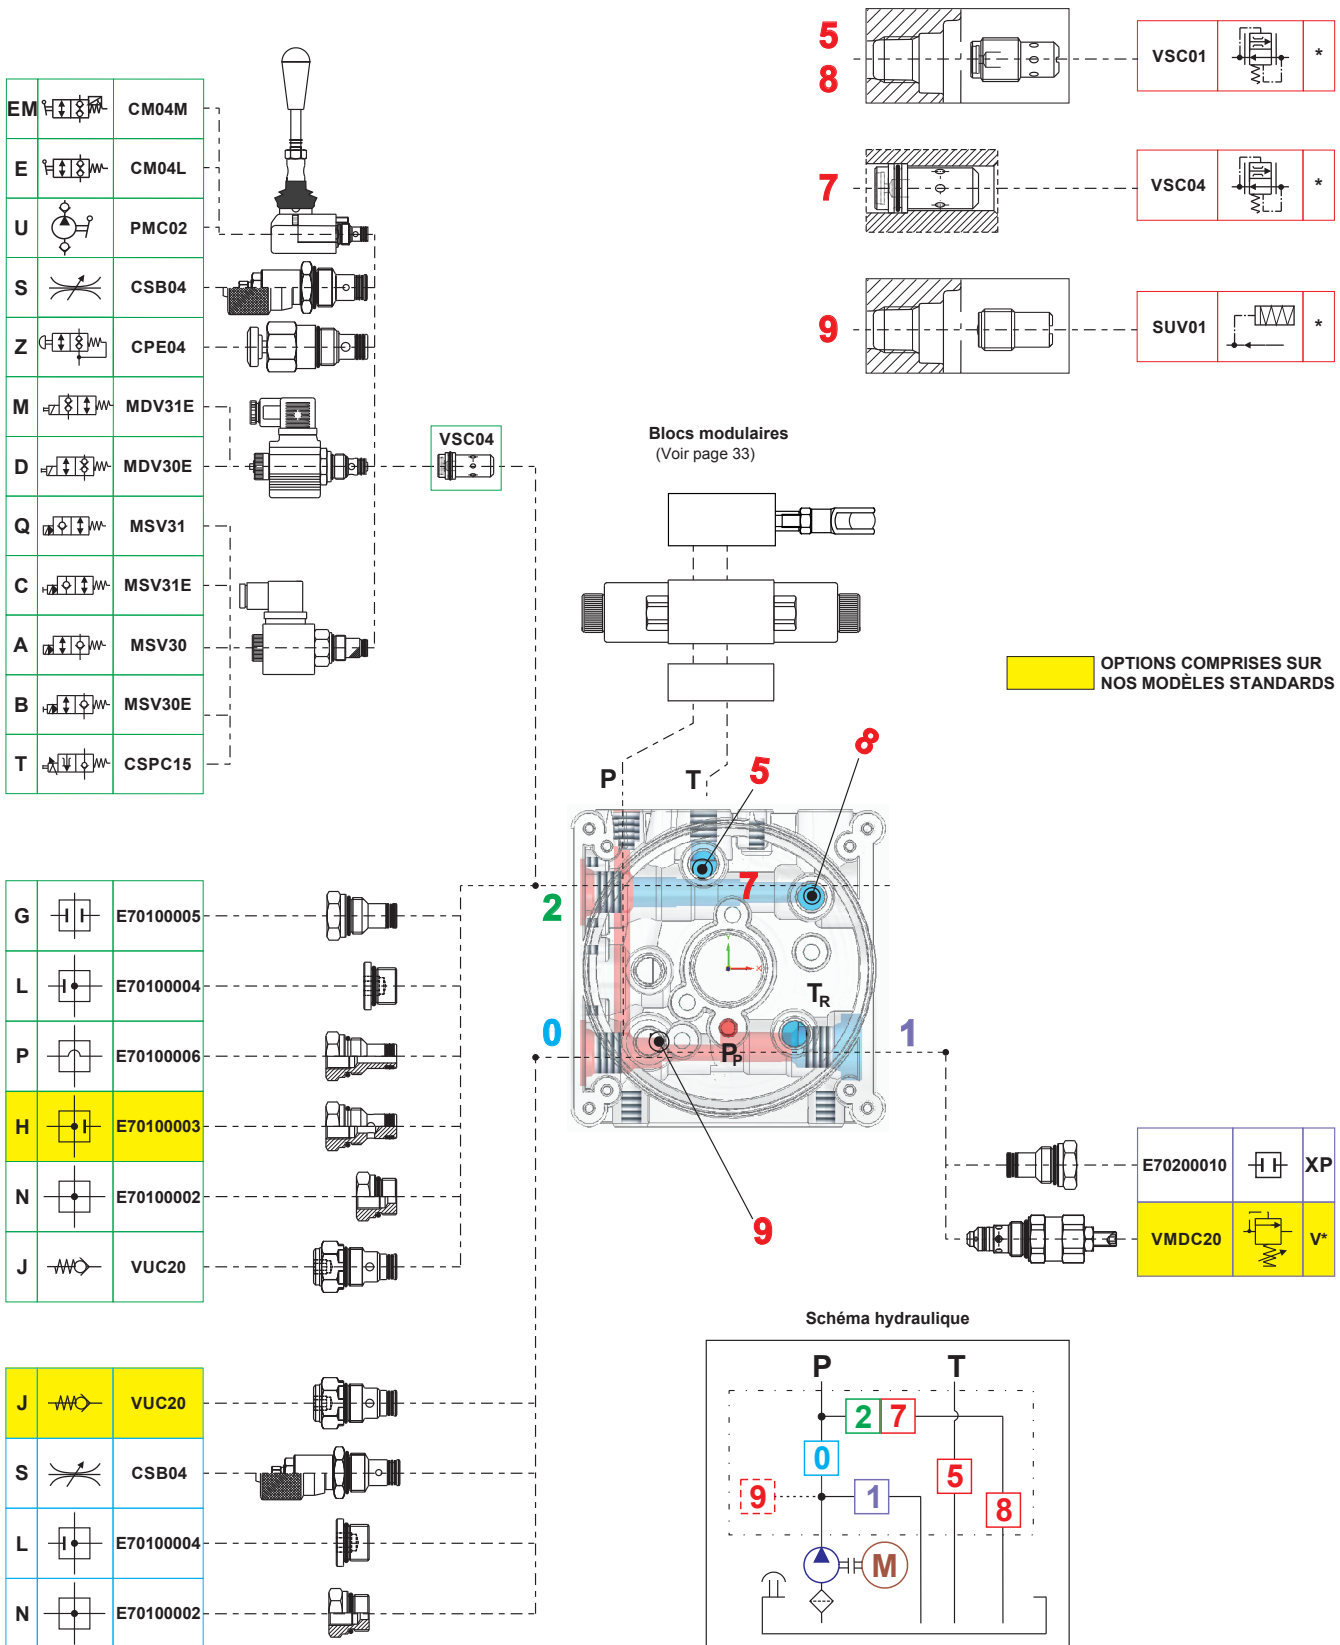 5
8
VSC01
*
7
VSC04
*
9
SUV01
*
EM CM04M
E CM04L
U PMC02
S CSB04
Z CPE04
M MDV31E
D MDV30E
Q MSV31
C MSV31E
A MSV30
B MSV30E
T CSPC15
VSC04
Blocs modulaires
(Voir page 33)
OPTIONS COMPRISES SUR
NOS MODÈLES STANDARDS
P
T
5
8
7
2
0
1
TR
PP
9
Y
X
G E70100005
L E70100004
P E70100006
H E70100003
N E70100002
J VUC20
E70200010 XP
VMDC20 V*
J VUC20
S CSB04
L E70100004
N E70100002
Schéma hydraulique
P
T
2 7
0
9
1
5
8
M